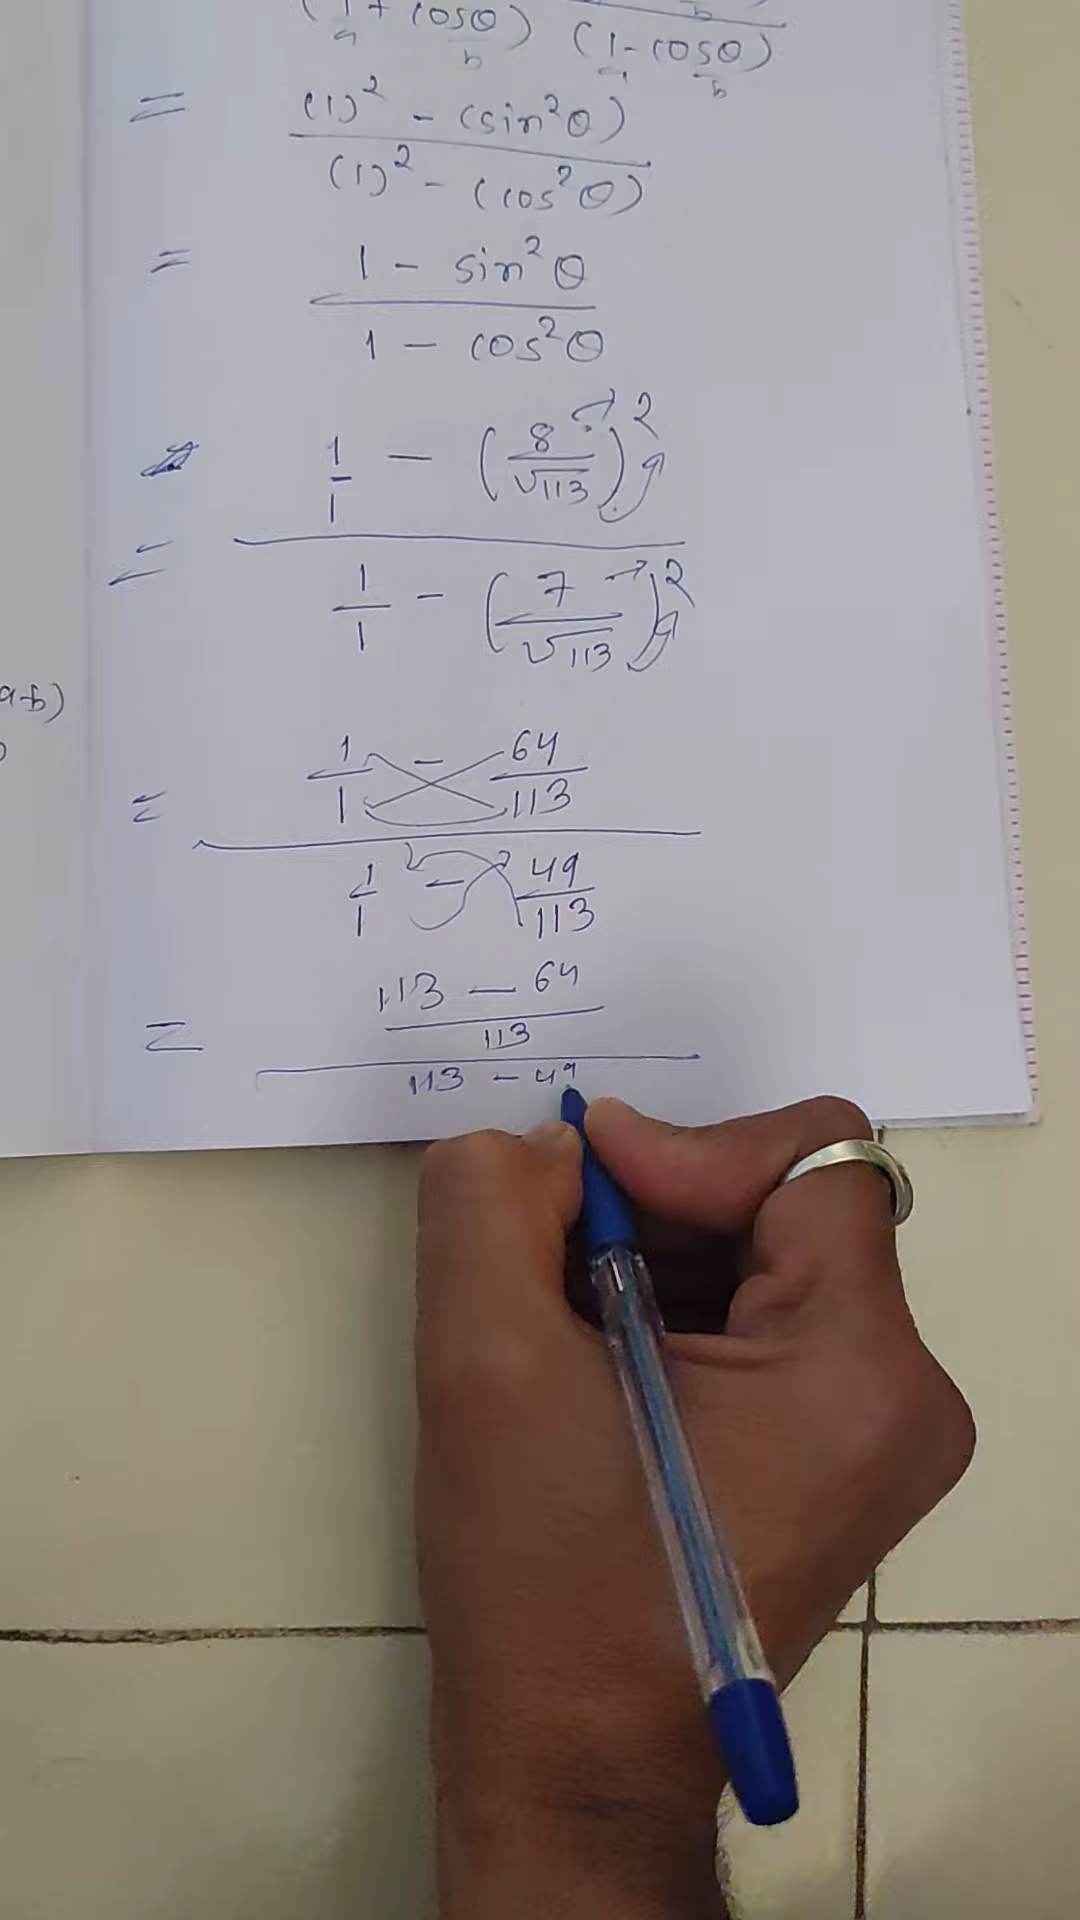 (1 + cosθ) (1 - cosθ)
a b a b
= (1)² - (sin²θ)
(1)² - (cos²θ)
= 1 - sin²θ
1 - cos²θ
= 1/1 - (8/√113)²
1/1 - (7/√113)²
a-b)
= 1/1 - 64/113
1/1 - 49/113
= 113 - 64
113
113 - 49